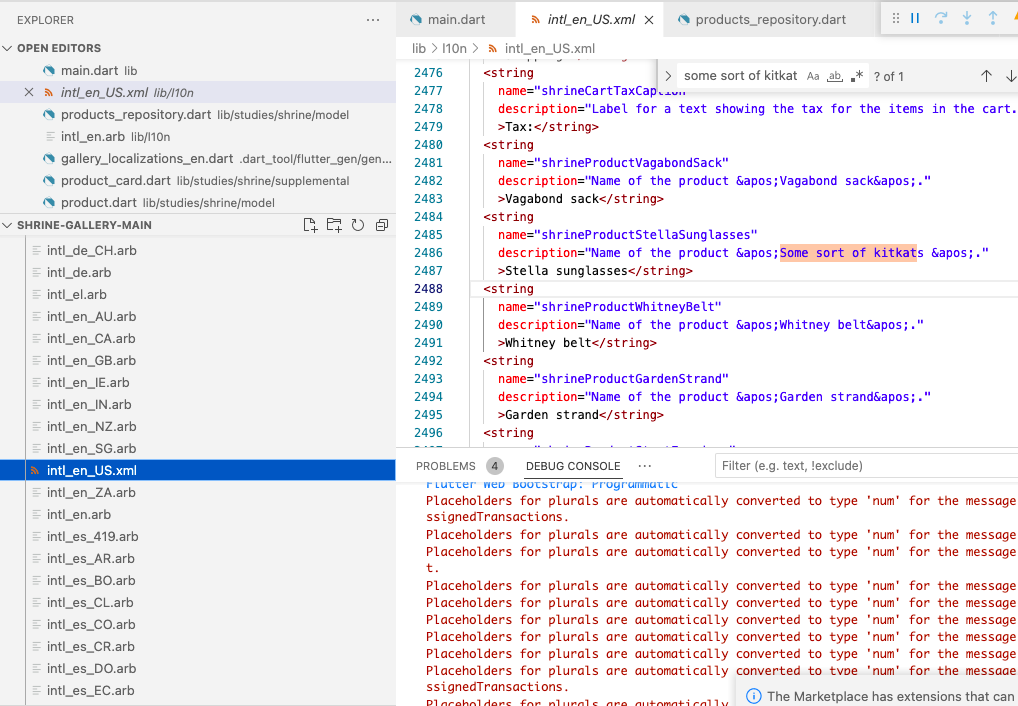 EXPLORER
OPEN EDITORS
main.dart lib
intl_en_US.xml lib/l10n
products_repository.dart lib/studies/shrine/model
intl_en.arb lib/l10n
gallery_localizations_en.dart .dart_tool/flutter_gen/gen...
product_card.dart lib/studies/shrine/supplemental
product.dart lib/studies/shrine/model
SHRINE-GALLERY-MAIN
intl_de_CH.arb
intl_de.arb
intl_el.arb
intl_en_AU.arb
intl_en_CA.arb
intl_en_GB.arb
intl_en_IE.arb
intl_en_IN.arb
intl_en_NZ.arb
intl_en_SG.arb
intl_en_US.xml
intl_en_ZA.arb
intl_en.arb
intl_es_419.arb
intl_es_AR.arb
intl_es_BO.arb
intl_es_CL.arb
intl_es_CO.arb
intl_es_CR.arb
intl_es_DO.arb
intl_es_EC.arb
main.dart
intl_en_US.xml
products_repository.dart
lib > l10n > intl_en_US.xml
some sort of kitkat Aa ab .* ? of 1
2476 <string
2477 name="shrineCartTaxCaption"
2478 description="Label for a text showing the tax for the items in the cart.
2479 >Tax:</string>
2480 <string
2481 name="shrineProductVagabondSack"
2482 description="Name of the product &apos;Vagabond sack&apos;."
2483 >Vagabond sack</string>
2484 <string
2485 name="shrineProductStellaSunglasses"
2486 description="Name of the product &apos;Some sort of kitkats &apos;."
2487 >Stella sunglasses</string>
2488 <string
2489 name="shrineProductWhitneyBelt"
2490 description="Name of the product &apos;Whitney belt&apos;."
2491 >Whitney belt</string>
2492 <string
2493 name="shrineProductGardenStrand"
2494 description="Name of the product &apos;Garden strand&apos;."
2495 >Garden strand</string>
2496 <string
PROBLEMS 4 DEBUG CONSOLE ... Filter (e.g. text, !exclude)
Flutter Web Bootstrap: Programmatic
Placeholders for plurals are automatically converted to type 'num' for the message
ssignedTransactions.
Placeholders for plurals are automatically converted to type 'num' for the message
Placeholders for plurals are automatically converted to type 'num' for the message
t.
Placeholders for plurals are automatically converted to type 'num' for the message
Placeholders for plurals are automatically converted to type 'num' for the message
Placeholders for plurals are automatically converted to type 'num' for the message
Placeholders for plurals are automatically converted to type 'num' for the message
Placeholders for plurals are automatically converted to type 'num' for the message
Placeholders for plurals are automatically converted to type 'num' for the message
ssignedTransactions.
Placeholders for plurals are automatically
The Marketplace has extensions that can